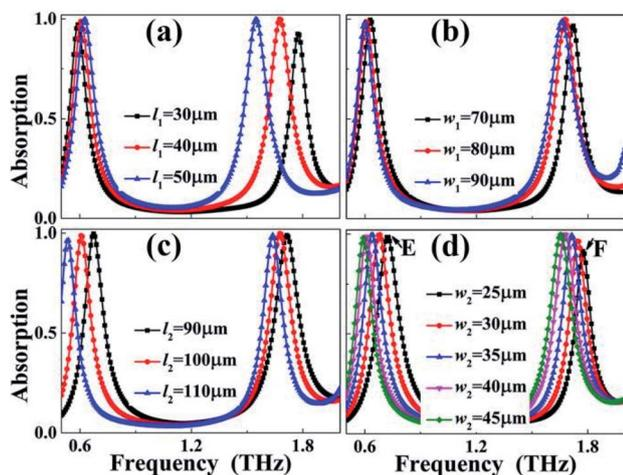 (a)
(b)
1.0
0.5
0.0
Absorption
l1=30μm
l1=40μm
l1=50μm
w1=70μm
w1=80μm
w1=90μm
(c)
(d)
1.0
0.5
0.0
Absorption
l2=90μm
l2=100μm
l2=110μm
E
F
w2=25μm
w2=30μm
w2=35μm
w2=40μm
w2=45μm
0.6 1.2 1.8
0.6 1.2 1.8
Frequency (THz)
Frequency (THz)